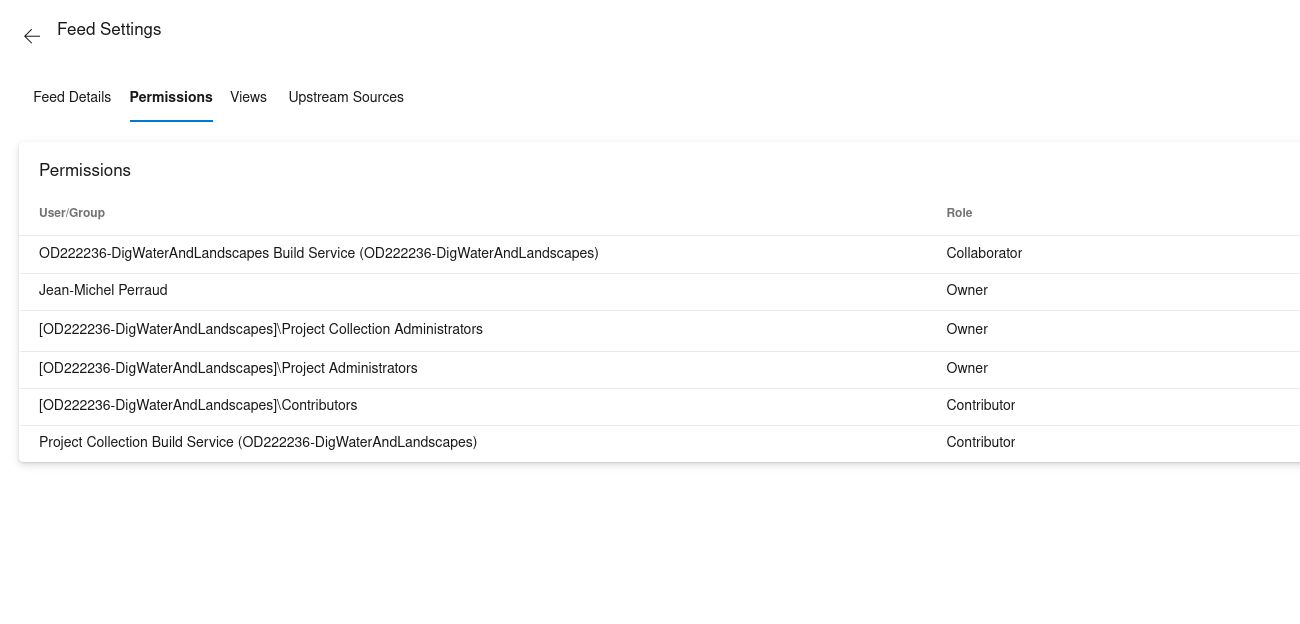 Feed Settings
Feed Details Permissions Views Upstream Sources
Permissions
User/Group Role
OD222236-DigWaterAndLandscapes Build Service (OD222236-DigWaterAndLandscapes) Collaborator
Jean-Michel Perraud Owner
[OD222236-DigWaterAndLandscapes]\Project Collection Administrators Owner
[OD222236-DigWaterAndLandscapes]\Project Administrators Owner
[OD222236-DigWaterAndLandscapes]\Contributors Contributor
Project Collection Build Service (OD222236-DigWaterAndLandscapes) Contributor